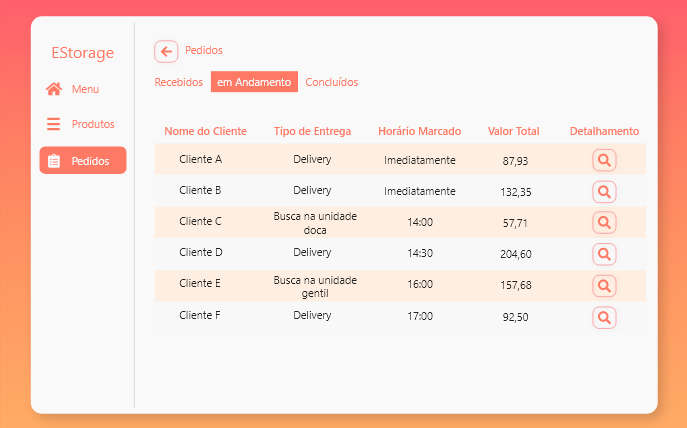 EStorage
Menu
Produtos
Pedidos
Pedidos
Recebidos em Andamento Concluídos
Nome do Cliente Tipo de Entrega Horário Marcado Valor Total Detalhamento
Cliente A Delivery Imediatamente 87,93
Cliente B Delivery Imediatamente 132,35
Cliente C Busca na unidade doca 14:00 57,71
Cliente D Delivery 14:30 204,60
Cliente E Busca na unidade gentil 16:00 157,68
Cliente F Delivery 17:00 92,50